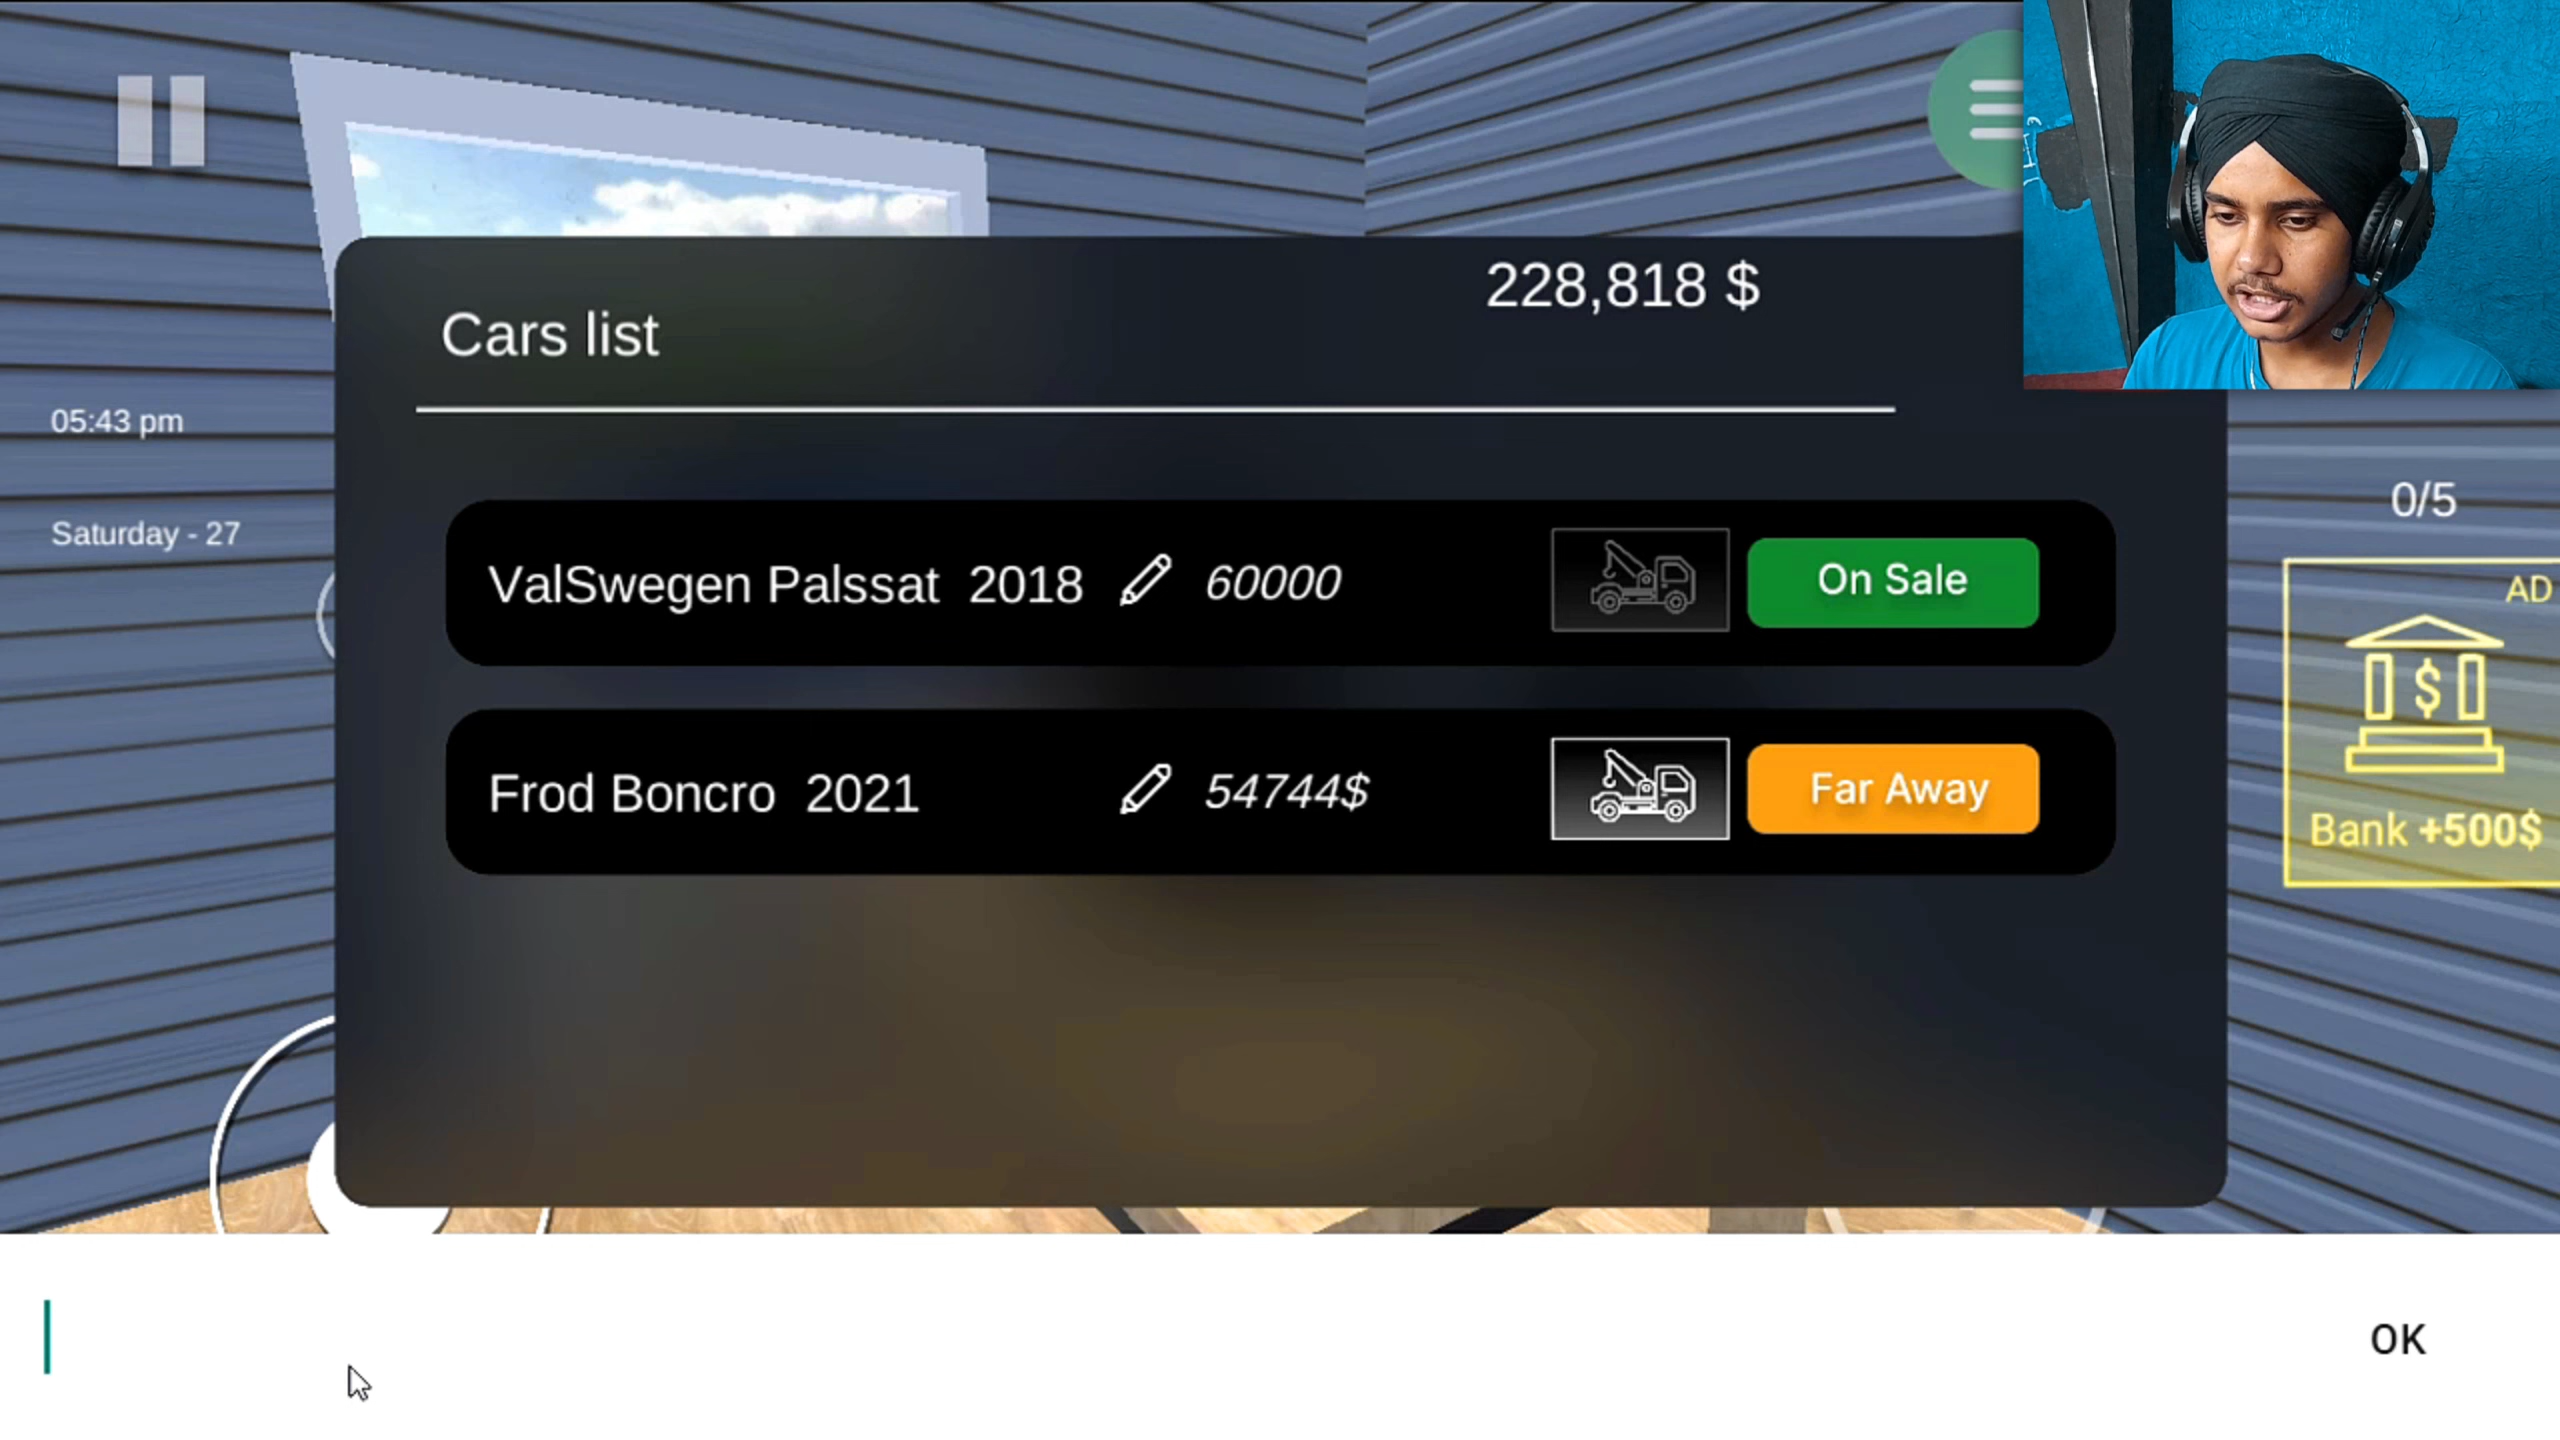 228,818 $
Cars list
05:43 pm
Saturday - 27
0/5
ValSwegen Palssat 2018 60000 On Sale
AD
Frod Boncro 2021 54744$ Far Away
Bank +500$
OK